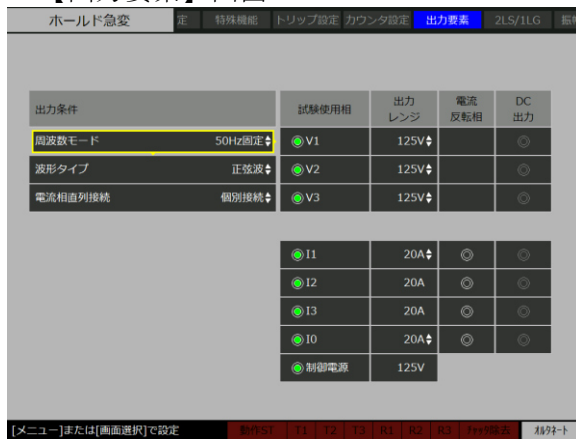 【出力要素】画面
ホールド急変 定 特殊機能 トリップ設定 カウンタ設定 出力要素 2LS/1LG 振
出力条件 試験使用相 出力レンジ 電流反転相 DC出力
周波数モード 50Hz固定 V1 125V
波形タイプ 正弦波 V2 125V
電流相直列接続 個別接続 V3 125V
I1 20A
I2 20A
I3 20A
I0 20A
制御電源 125V
[メニュー]または[画面選択]で設定 動作ST T1 T2 T3 R1 R2 R3 ｵﾙﾀﾈｰﾄ